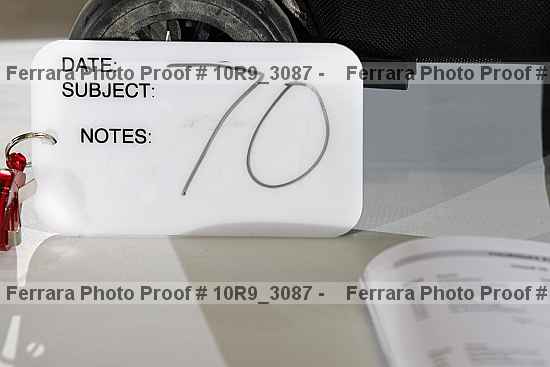 DATE:
Ferrara Photo Proof # 10R9_3087 - Ferrara Photo Proof #
SUBJECT:
70
NOTES:
Ferrara Photo Proof # 10R9_3087 - Ferrara Photo Proof #